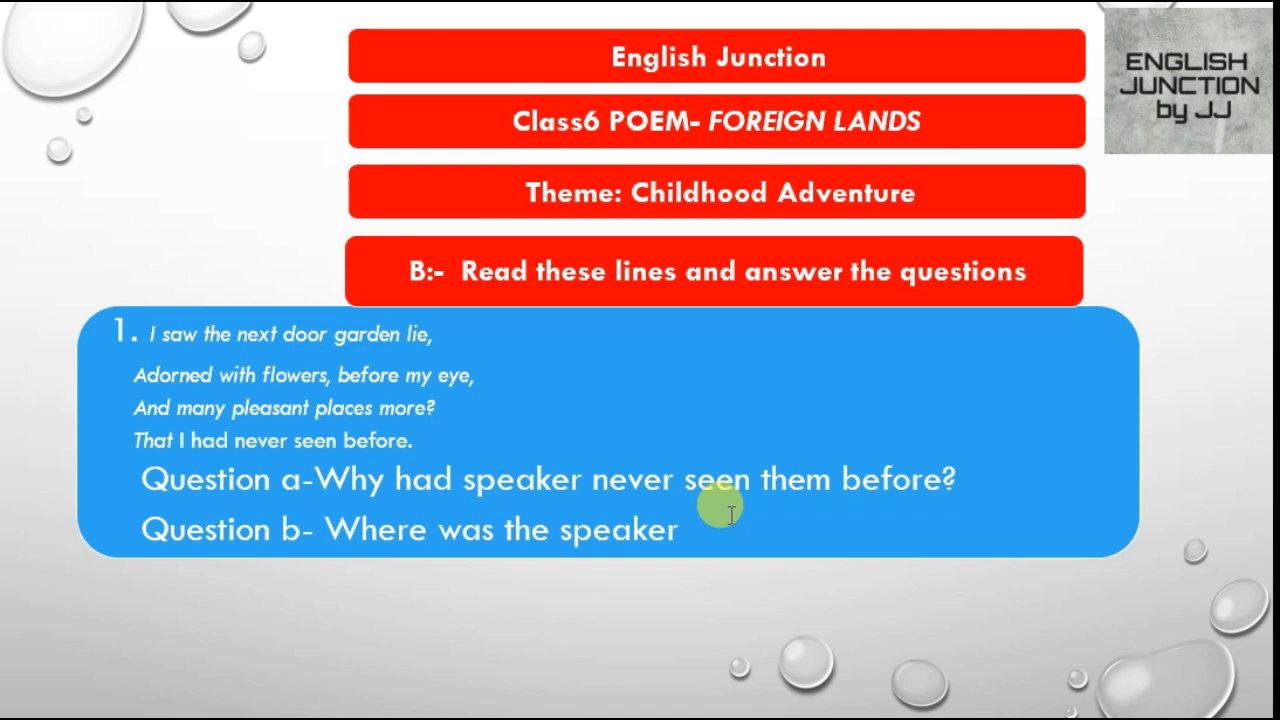 English Junction
ENGLISH
JUNCTION
by JJ
Class6 POEM- FOREIGN LANDS
Theme: Childhood Adventure
B:- Read these lines and answer the questions
1. I saw the next door garden lie,
Adorned with flowers, before my eye,
And many pleasant places more?
That I had never seen before.
Question a-Why had speaker never seen them before?
Question b- Where was the speaker